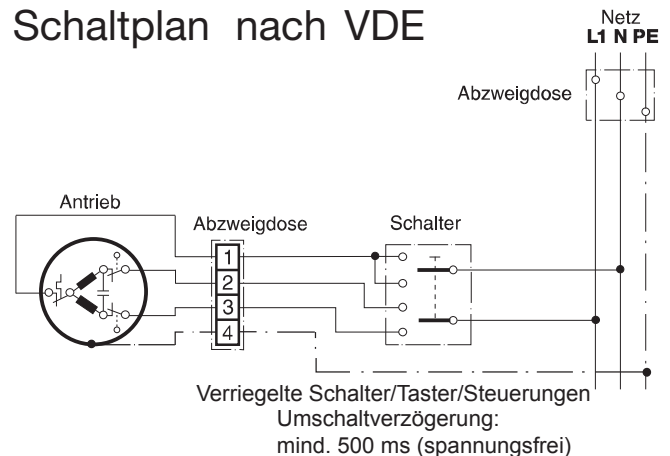 Schaltplan nach VDE
Netz
L1 N PE
Abzweigdose
Antrieb
Abzweigdose
Schalter
1
2
3
4
Verriegelte Schalter/Taster/Steuerungen
Umschaltverzögerung:
mind. 500 ms (spannungsfrei)